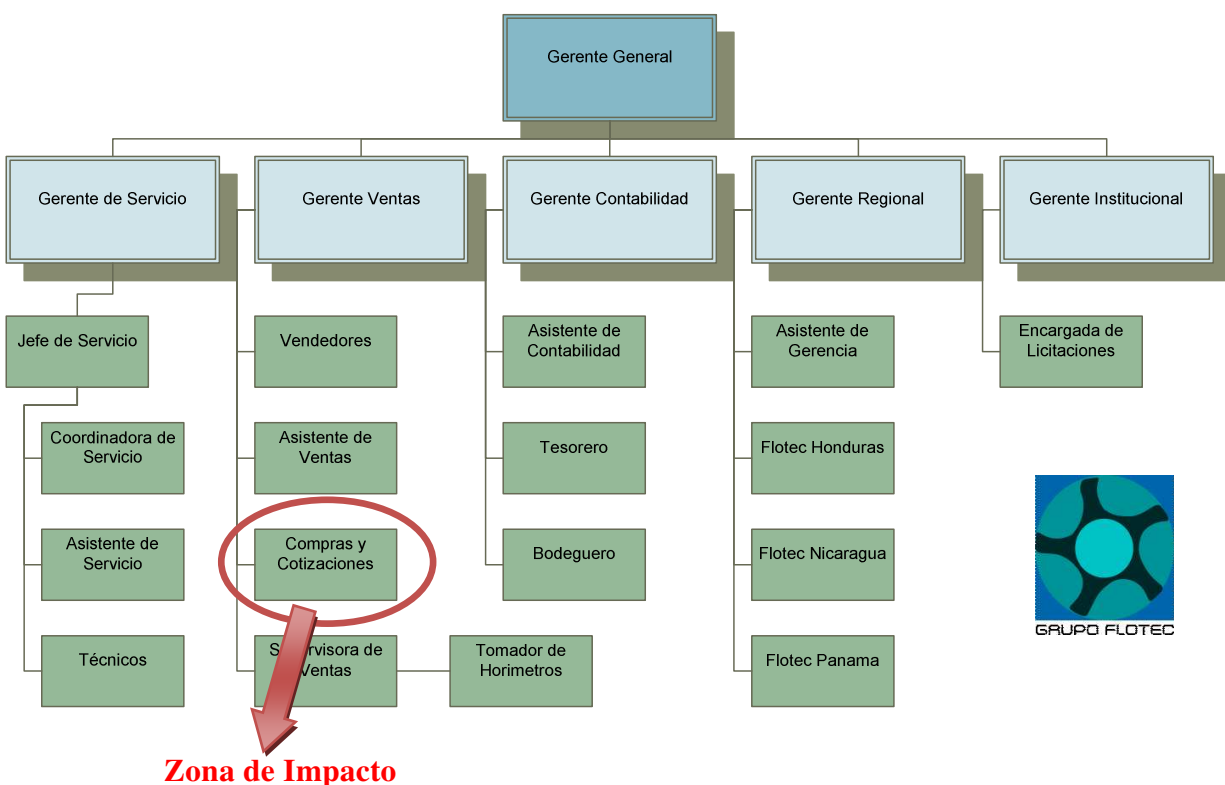 Gerente General
Gerente de Servicio
Gerente Ventas
Gerente Contabilidad
Gerente Regional
Gerente Institucional
Jefe de Servicio
Vendedores
Asistente de
Contabilidad
Asistente de
Gerencia
Encargada de
Licitaciones
Coordinadora de
Servicio
Asistente de
Ventas
Tesorero
Flotec Honduras
Asistente de
Servicio
Compras y
Cotizaciones
Bodeguero
Flotec Nicaragua
GRUPO FLOTEC
Técnicos
Supervisora de
Ventas
Tomador de
Horimetros
Flotec Panama
Zona de Impacto